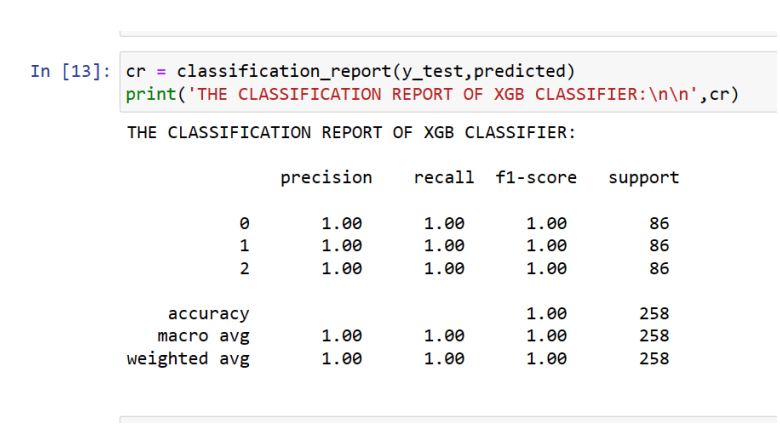 In [13]: cr = classification_report(y_test,predicted)
print('THE CLASSIFICATION REPORT OF XGB CLASSIFIER:\n\n',cr)
THE CLASSIFICATION REPORT OF XGB CLASSIFIER:
precision recall f1-score support
0 1.00 1.00 1.00 86
1 1.00 1.00 1.00 86
2 1.00 1.00 1.00 86
accuracy 1.00 258
macro avg 1.00 1.00 1.00 258
weighted avg 1.00 1.00 1.00 258